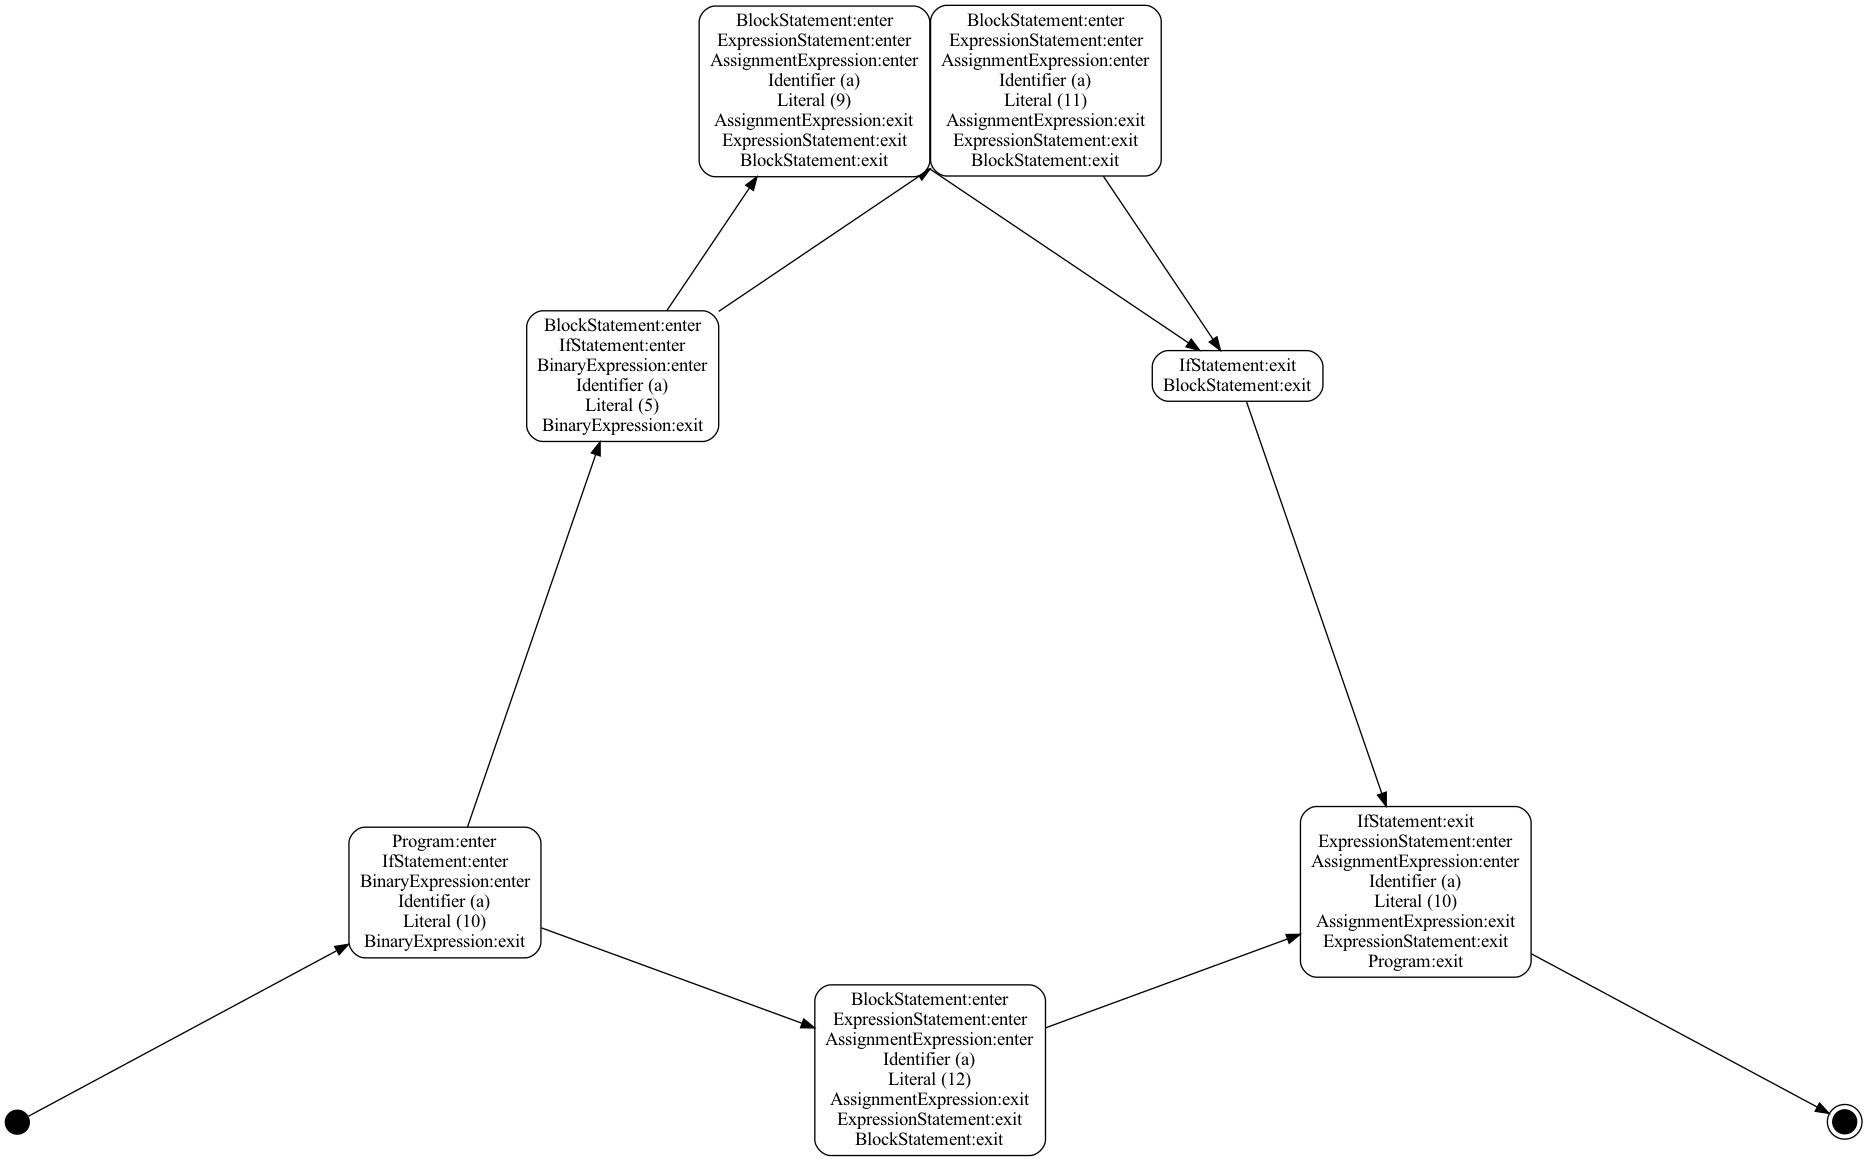 BlockStatement:enter
ExpressionStatement:enter
AssignmentExpression:enter
Identifier (a)
Literal (9)
AssignmentExpression:exit
ExpressionStatement:exit
BlockStatement:exit
BlockStatement:enter
ExpressionStatement:enter
AssignmentExpression:enter
Identifier (a)
Literal (11)
AssignmentExpression:exit
ExpressionStatement:exit
BlockStatement:exit
BlockStatement:enter
IfStatement:enter
BinaryExpression:enter
Identifier (a)
Literal (5)
BinaryExpression:exit
IfStatement:exit
BlockStatement:exit
Program:enter
IfStatement:enter
BinaryExpression:enter
Identifier (a)
Literal (10)
BinaryExpression:exit
IfStatement:exit
ExpressionStatement:enter
AssignmentExpression:enter
Identifier (a)
Literal (10)
AssignmentExpression:exit
ExpressionStatement:exit
Program:exit
BlockStatement:enter
ExpressionStatement:enter
AssignmentExpression:enter
Identifier (a)
Literal (12)
AssignmentExpression:exit
ExpressionStatement:exit
BlockStatement:exit